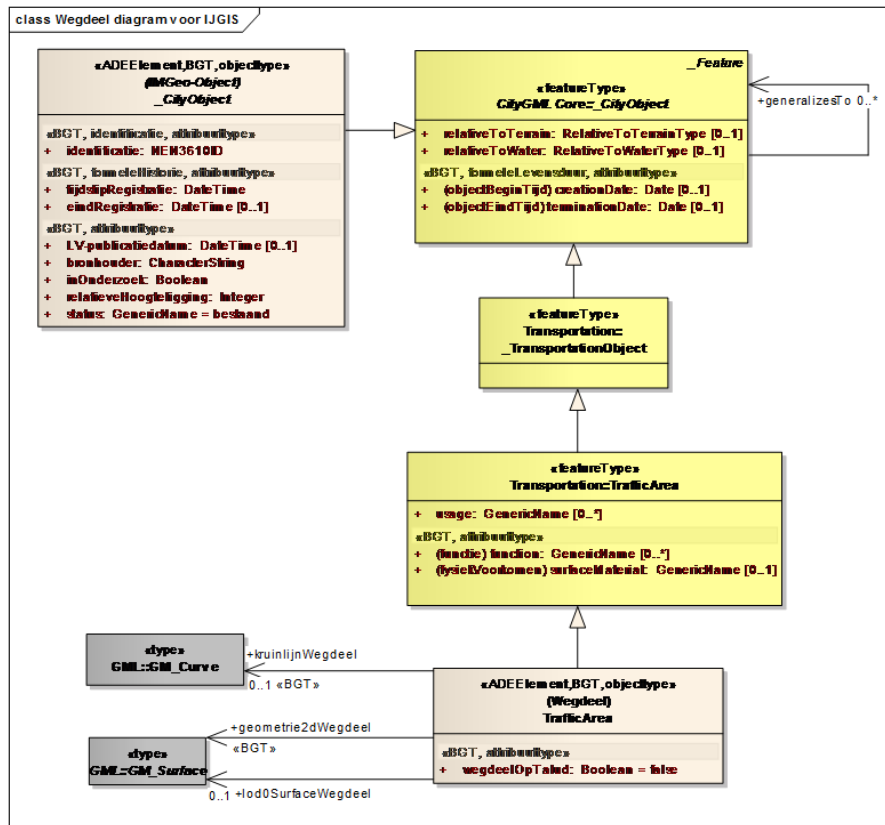 class Wegdeel diagram voor IJGIS
«ADEElement,BGT,objecttype»
(IMGeo-Object)
_CityObject
«BGT, identificatie, attribuuttype»
+ identificatie: NEN3610ID
«BGT, formeleHistorie, attribuuttype»
+ tijdstipRegistratie: DateTime
+ eindRegistratie: DateTime [0..1]
«BGT, attribuuttype»
+ LV-publicatiedatum: DateTime [0..1]
+ bronhouder: CharacterString
+ inOnderzoek: Boolean
+ relatieveHoogteligging: Integer
+ status: GenericName = bestaand
_Feature
«featureType»
CityGML Core::_CityObject
+ relativeToTerrain: RelativeToTerrainType [0..1]
+ relativeToWater: RelativeToWaterType [0..1]
«BGT, formeleLevensduur, attribuuttype»
+ (objectBeginTijd) creationDate: Date [0..1]
+ (objectEindTijd) terminationDate: Date [0..1]
+generalizesTo 0..*
«featureType»
Transportation::
_TransportationObject
«featureType»
Transportation::TrafficArea
+ usage: GenericName [0..*]
«BGT, attribuuttype»
+ (functie) function: GenericName [0..*]
+ (fysiekVoorkomen) surfaceMaterial: GenericName [0..1]
«type»
GML::GM_Curve
+kruinlijnWegdeel
0..1 «BGT»
«type»
GML::GM_Surface
+geometrie2dWegdeel
«BGT»
0..1 +lod0SurfaceWegdeel
«ADEElement,BGT,objecttype»
(Wegdeel)
TrafficArea
«BGT, attribuuttype»
+ wegdeelOpTalud: Boolean = false